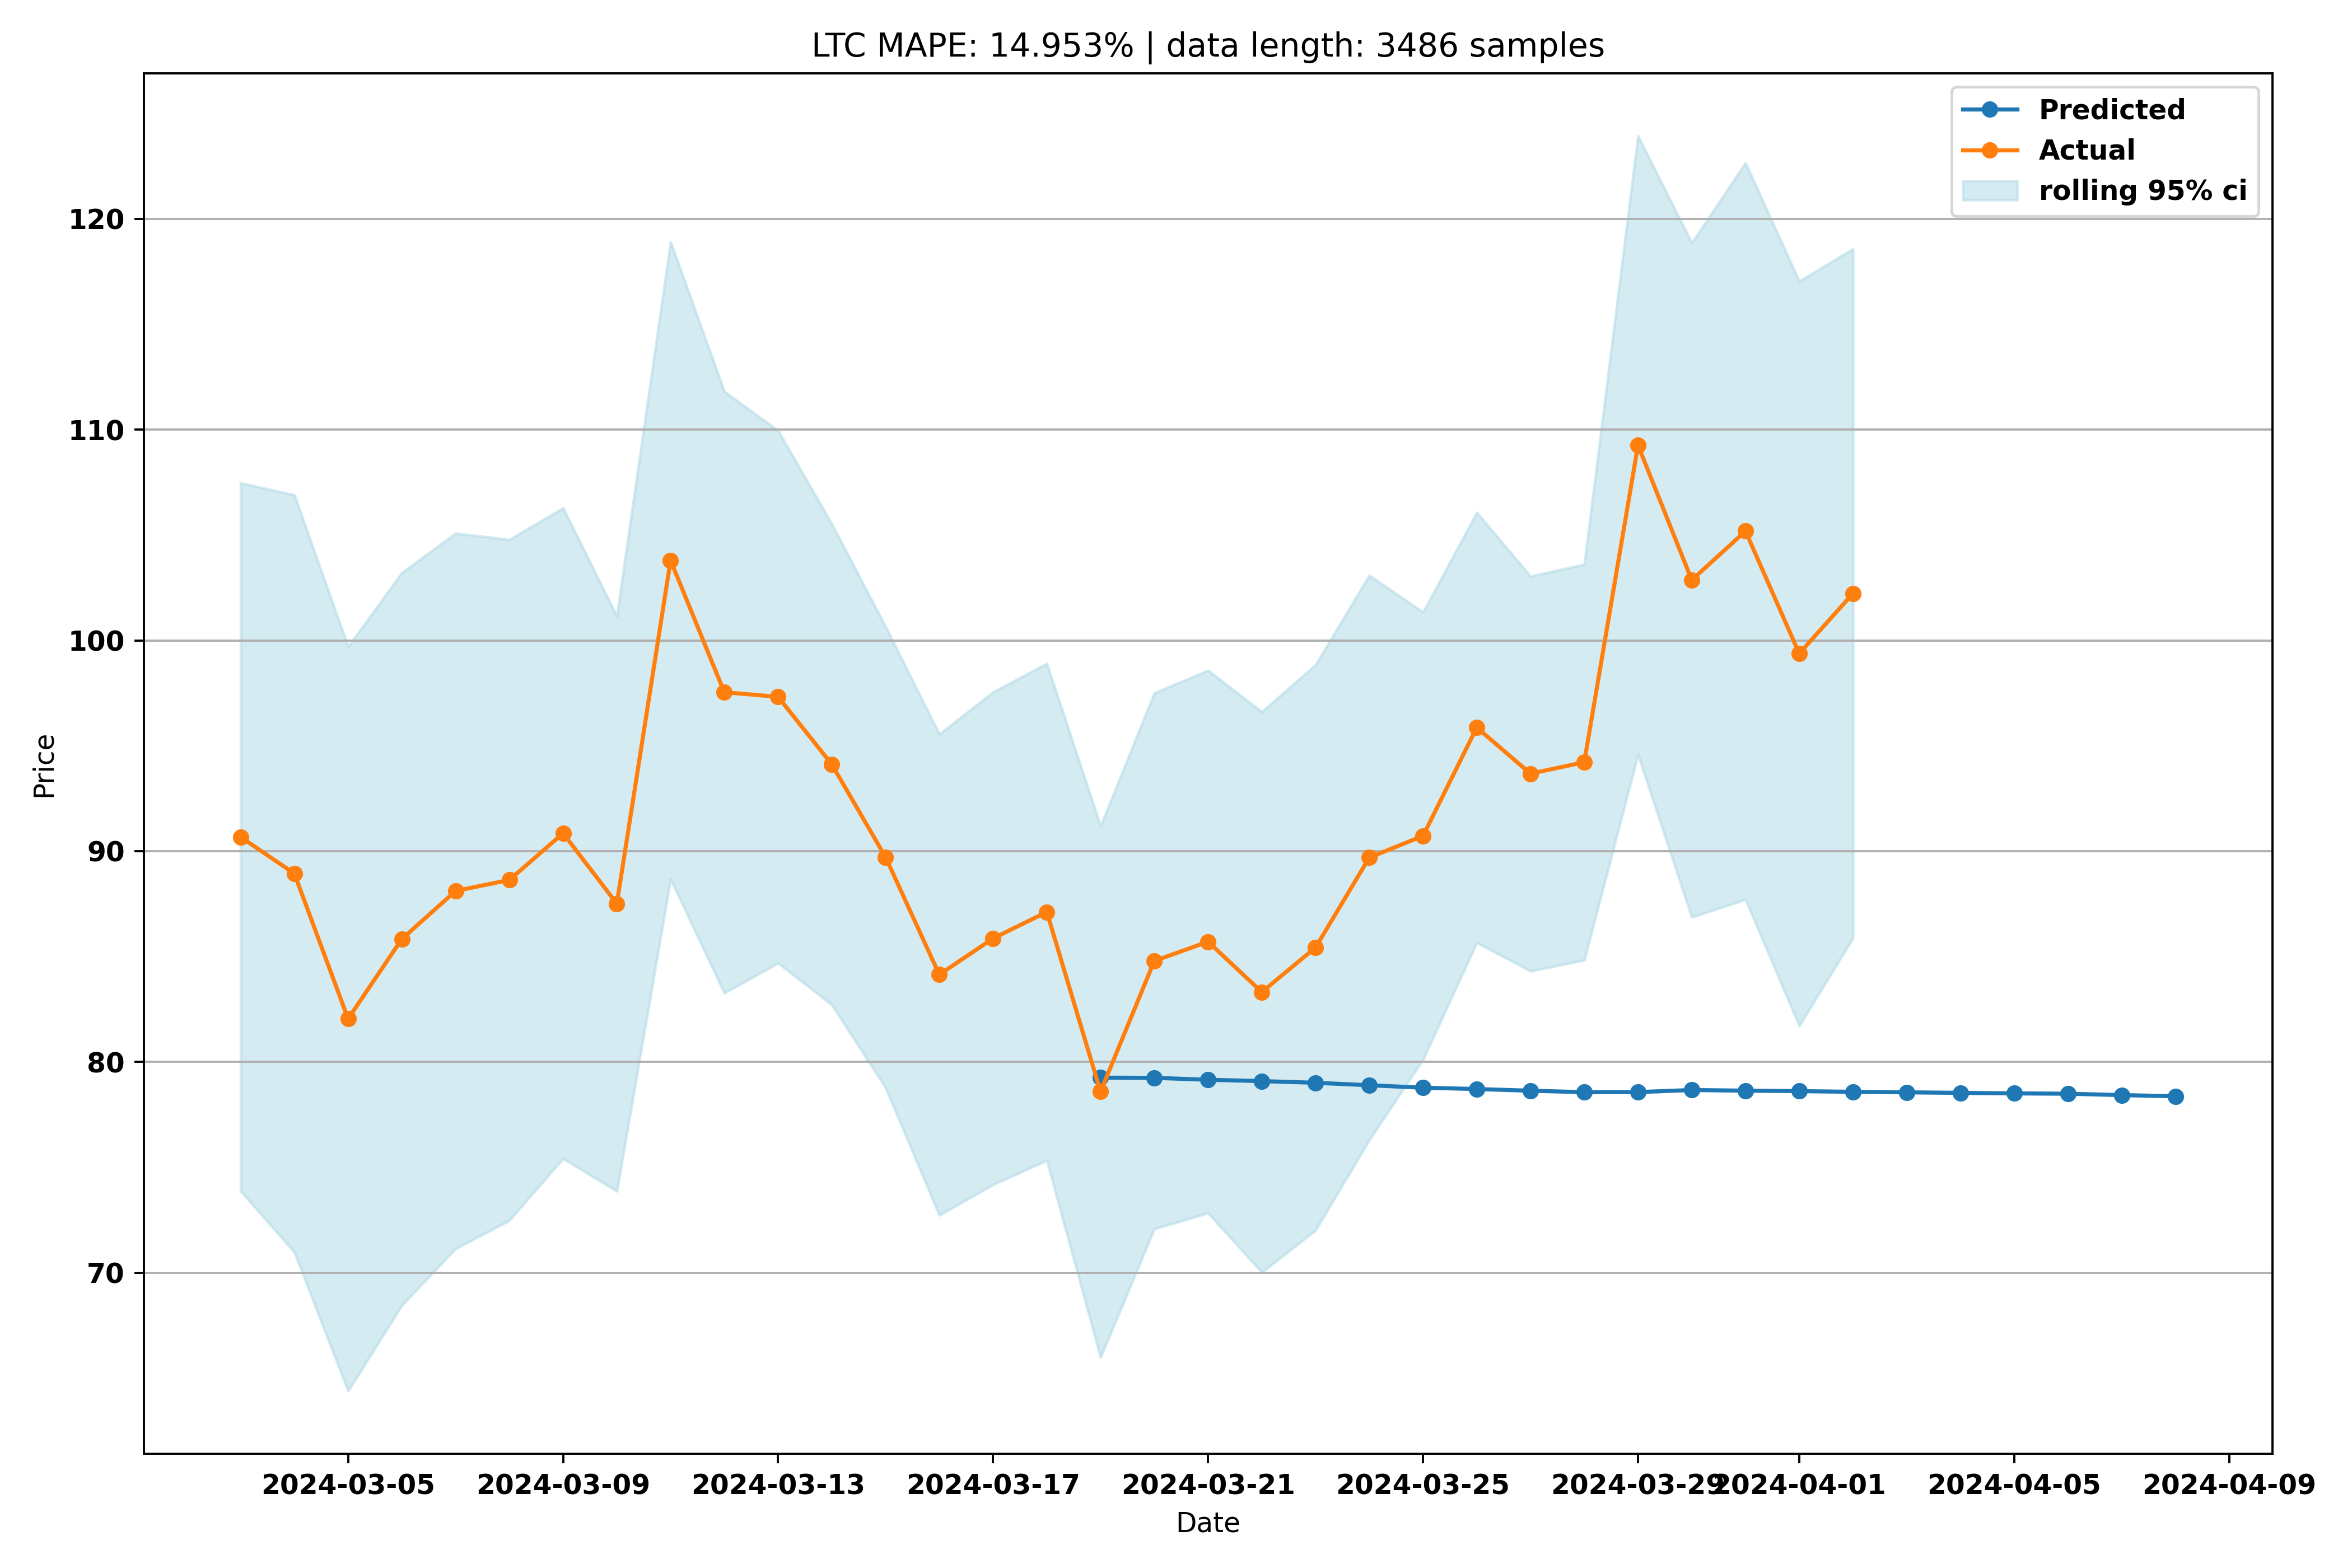 LTC MAPE: 14.953% | data length: 3486 samples
Predicted
Actual
rolling 95% ci
120
110
100
90
80
70
Price
2024-03-05 2024-03-09 2024-03-13 2024-03-17 2024-03-21 2024-03-25 2024-03-29 2024-04-01 2024-04-05 2024-04-09
Date